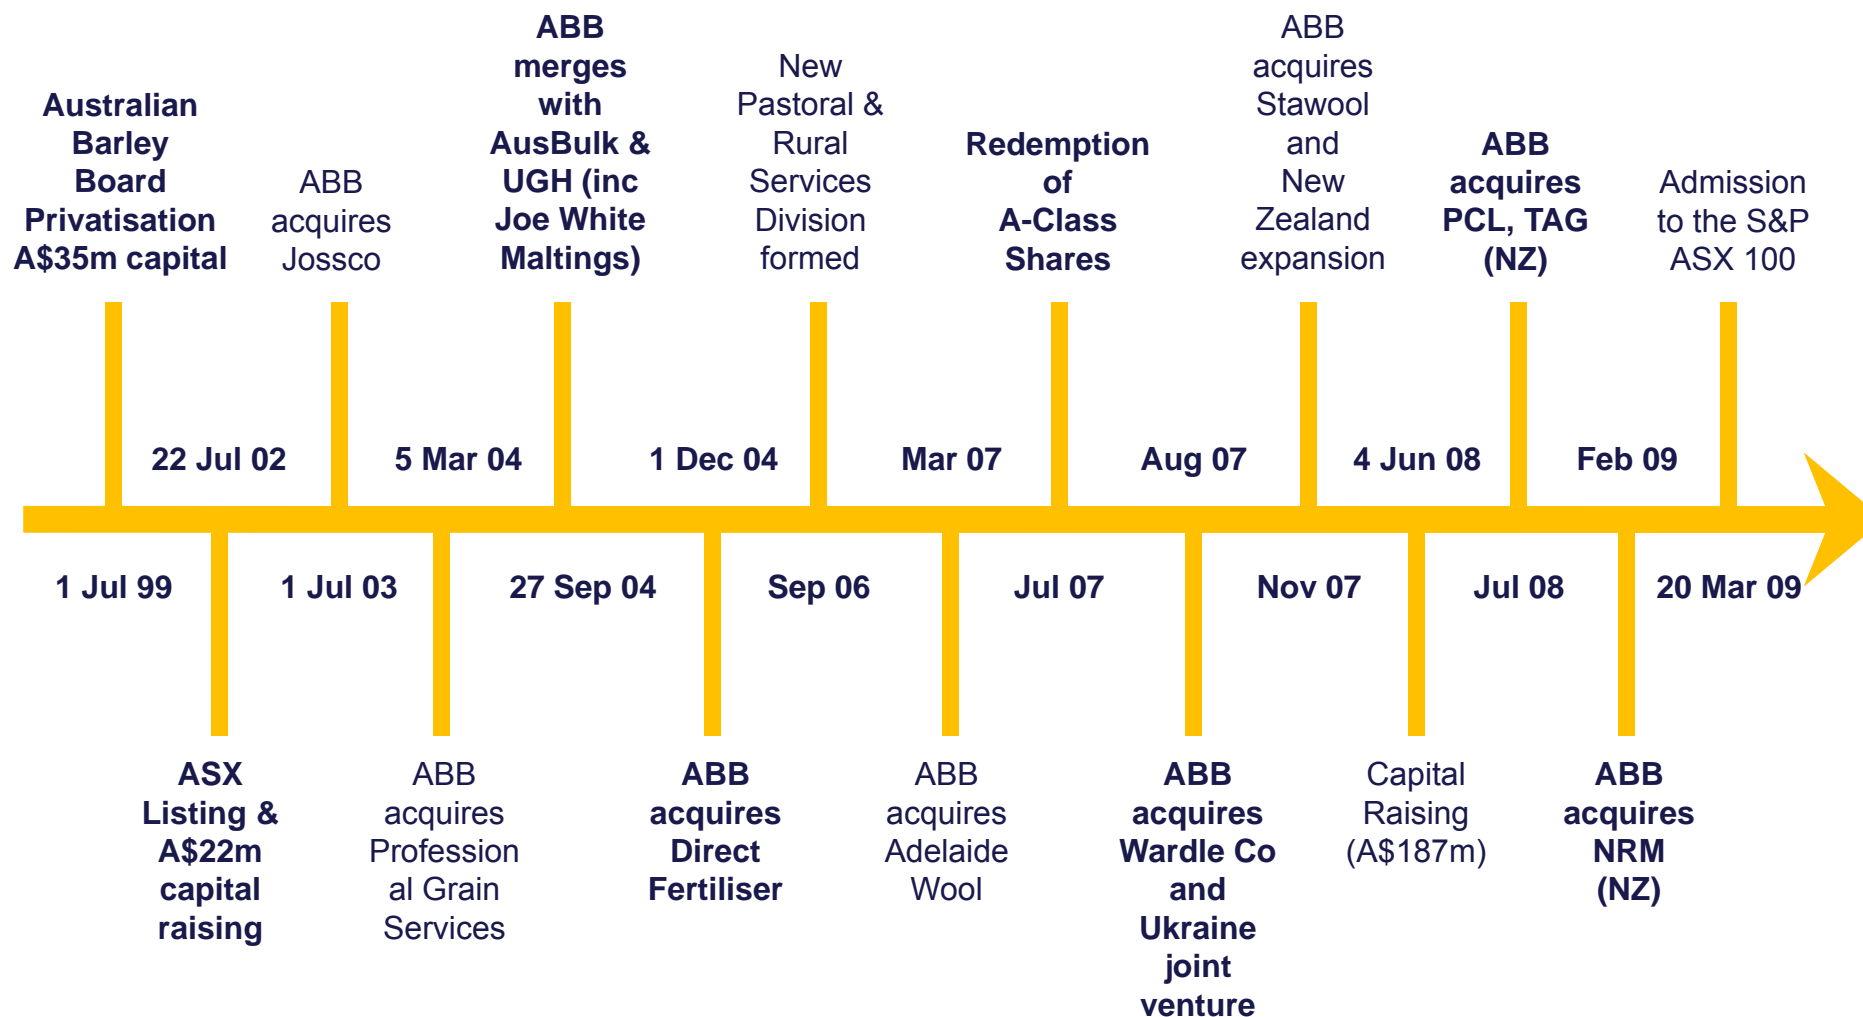 Australian
Barley
Board
Privatisation
A$35m capital
ABB
acquires
Jossco
ABB
merges
with
AusBulk &
UGH (inc
Joe White
Maltings)
New
Pastoral &
Rural
Services
Division
formed
Redemption
of
A-Class
Shares
ABB
acquires
Stawool
and
New
Zealand
expansion
ABB
acquires
PCL, TAG
(NZ)
Admission
to the S&P
ASX 100
22 Jul 02
5 Mar 04
1 Dec 04
Mar 07
Aug 07
4 Jun 08
Feb 09
1 Jul 99
1 Jul 03
27 Sep 04
Sep 06
Jul 07
Nov 07
Jul 08
20 Mar 09
ASX
Listing &
A$22m
capital
raising
ABB
acquires
Profession
al Grain
Services
ABB
acquires
Direct
Fertiliser
ABB
acquires
Adelaide
Wool
ABB
acquires
Wardle Co
and
Ukraine
joint
venture
Capital
Raising
(A$187m)
ABB
acquires
NRM
(NZ)